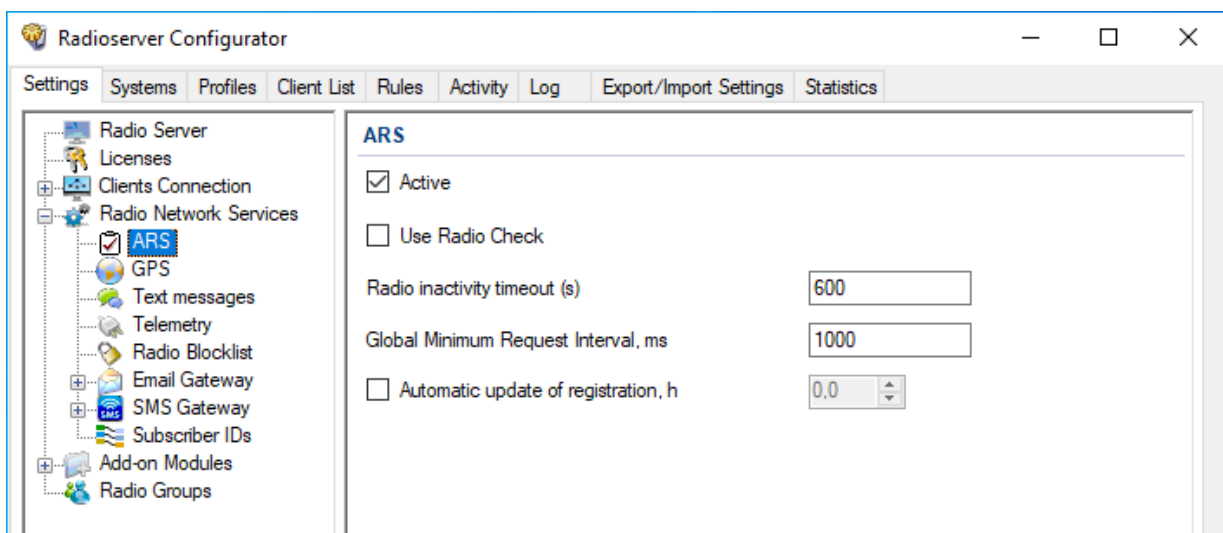 Radioserver Configurator
Settings Systems Profiles Client List Rules Activity Log Export/Import Settings Statistics
Radio Server
Licenses
Clients Connection
Radio Network Services
ARS
GPS
Text messages
Telemetry
Radio Blocklist
Email Gateway
SMS
SMS Gateway
Subscriber IDs
Add-on Modules
Radio Groups
ARS
Active
Use Radio Check
Radio inactivity timeout (s) 600
Global Minimum Request Interval, ms 1000
Automatic update of registration, h 0,0